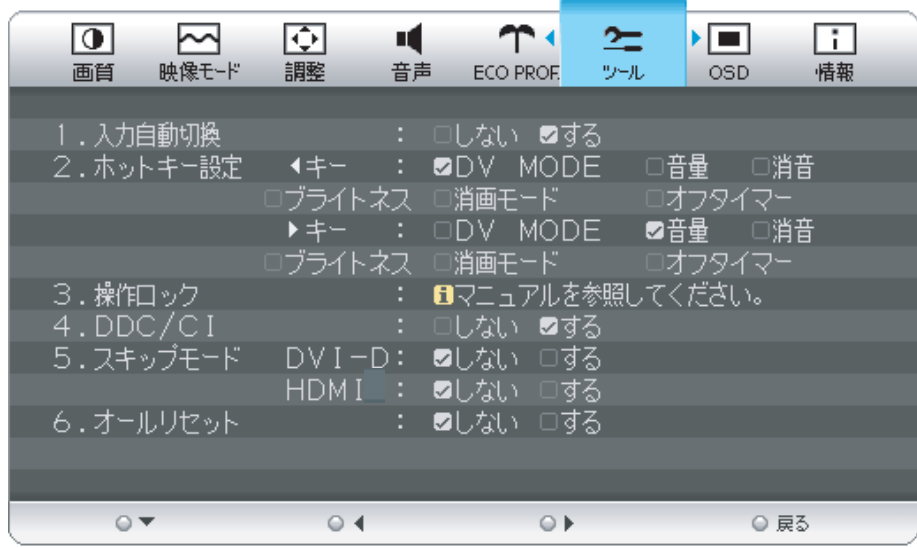 画質 映像モード 調整 音声 ECO PROF. ツール OSD 情報
1.入力自動切換 : しない する
2.ホットキー設定 ◀キー : DV MODE 音量 消音
ブライトネス 消画モード オフタイマー
▶キー : DV MODE 音量 消音
ブライトネス 消画モード オフタイマー
3.操作ロック : iマニュアルを参照してください。
4.DDC/CI : しない する
5.スキップモード DVI-D: しない する
HDMI : しない する
6.オールリセット : しない する
▼ ◀ ▶ 戻る